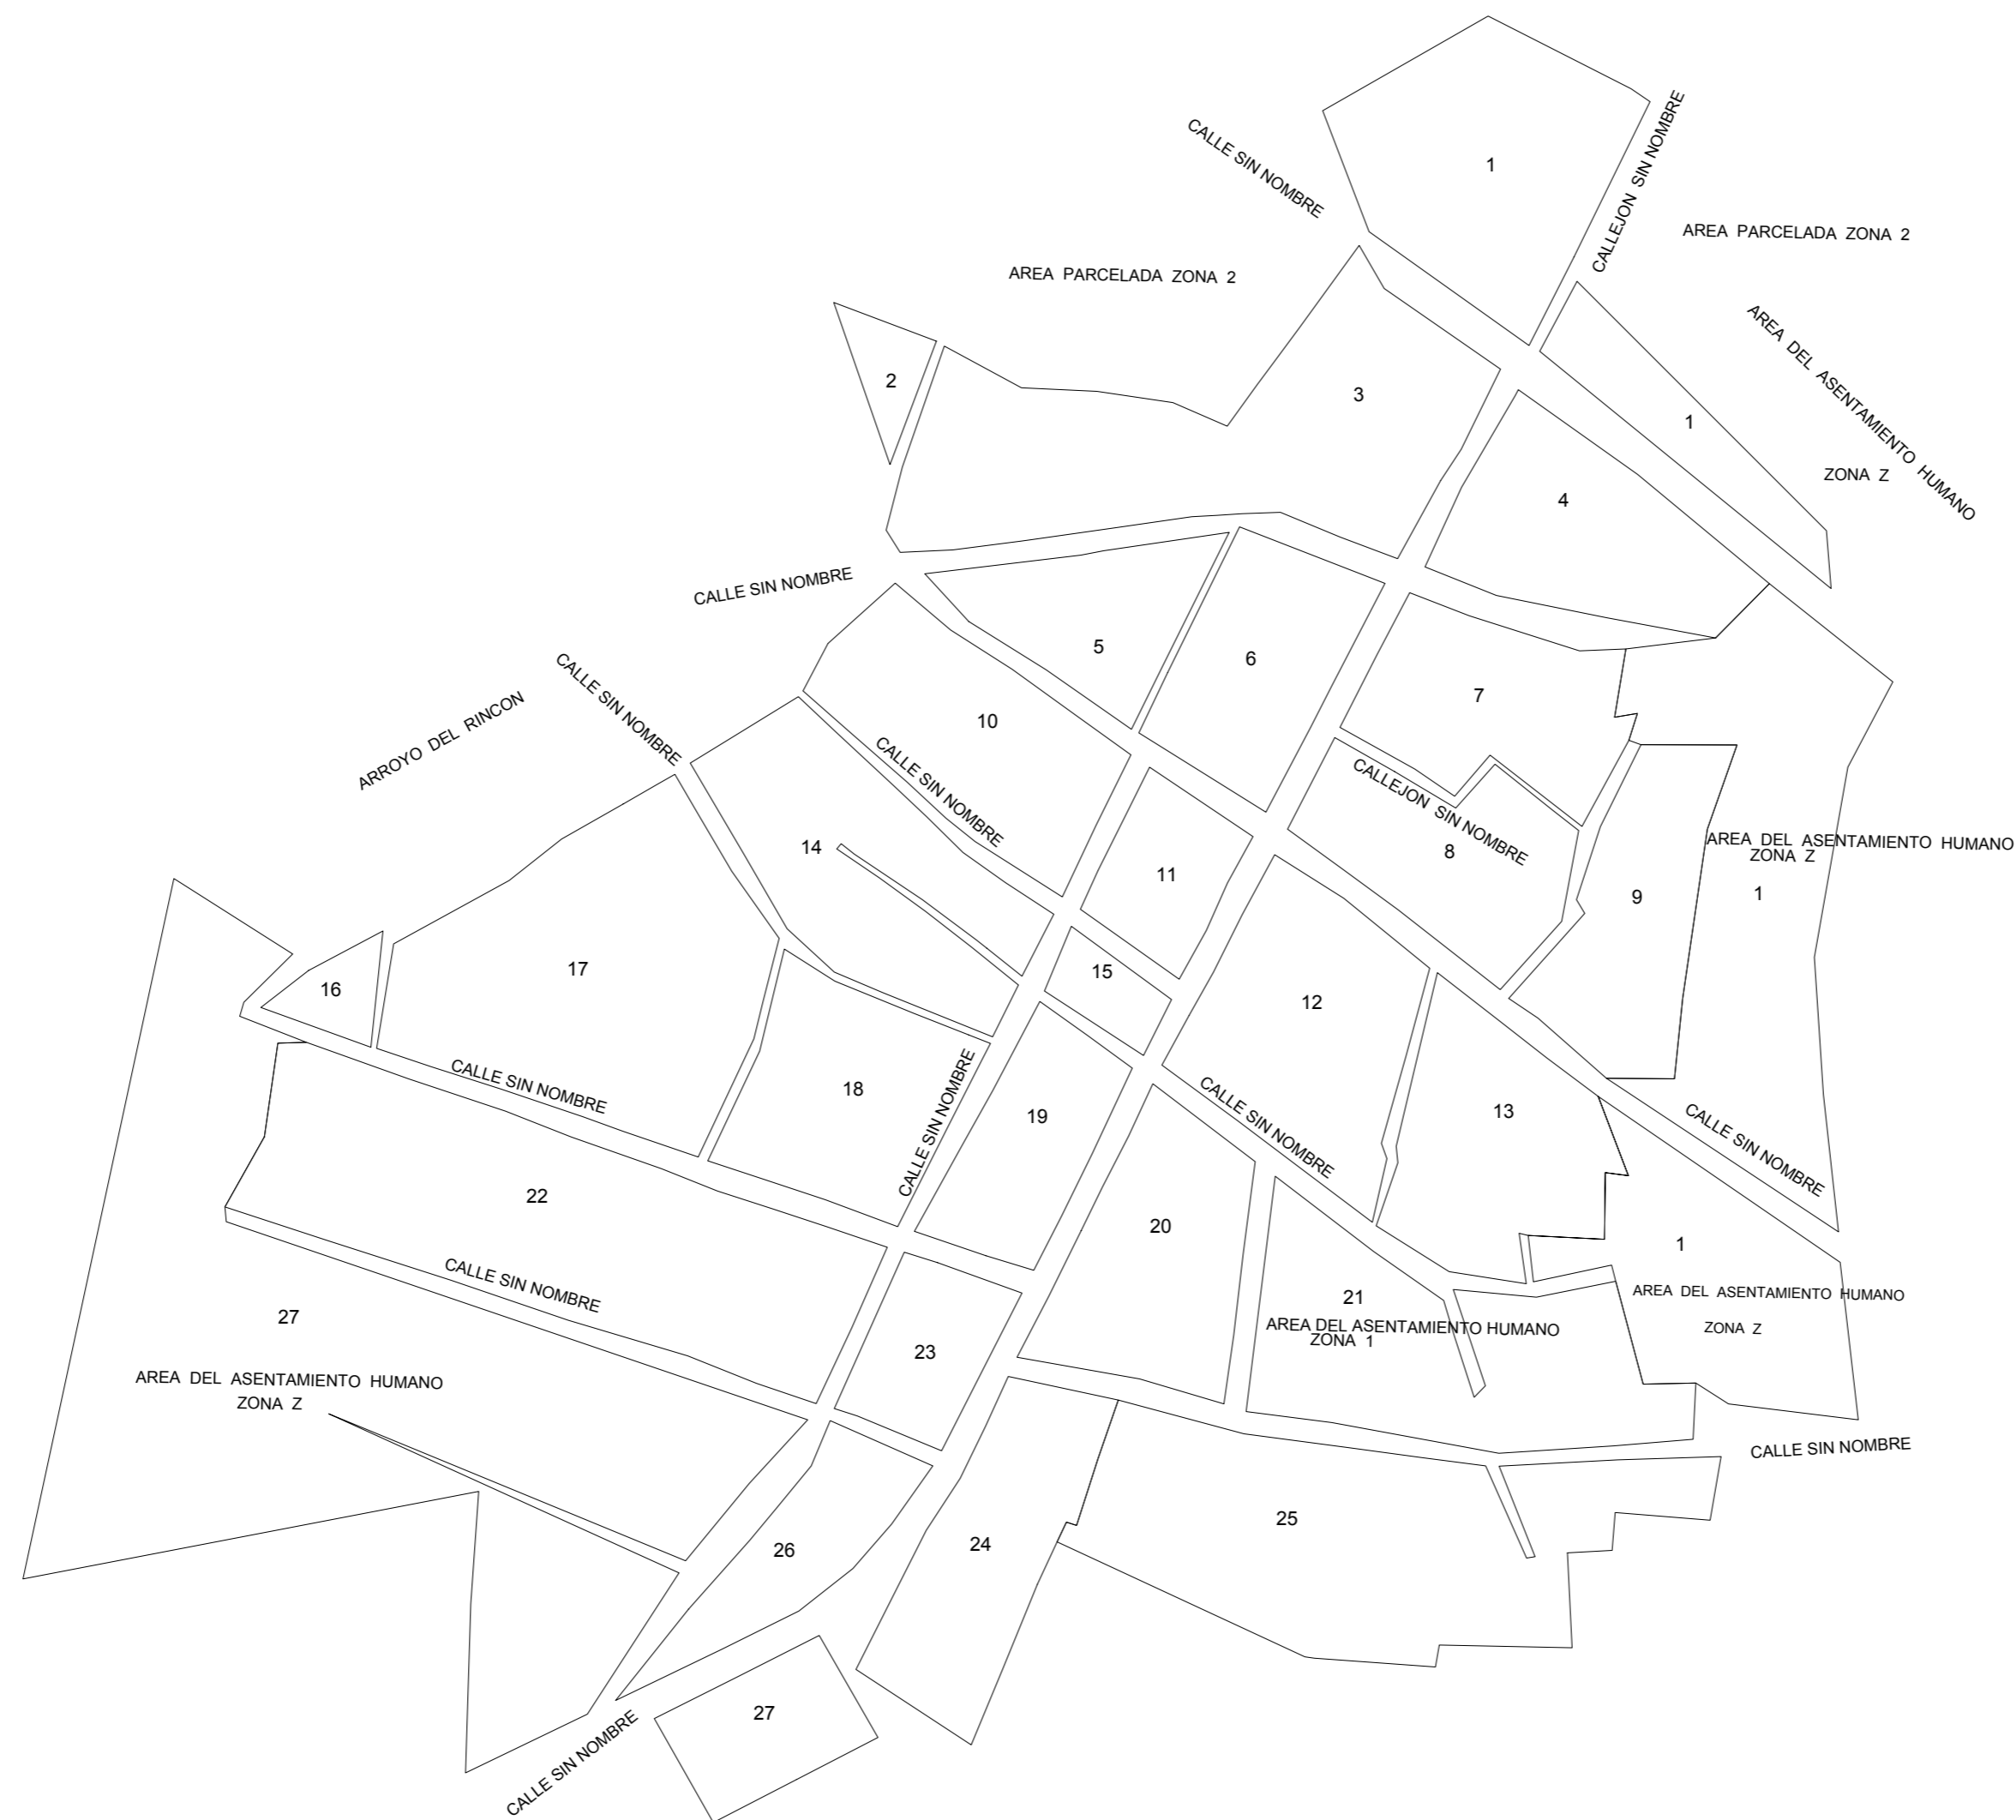 CALLE SIN NOMBRE
1
CALLEJON SIN NOMBRE
AREA PARCELADA ZONA 2
AREA PARCELADA ZONA 2
AREA DEL ASENTAMIENTO HUMANO
ZONA Z
2
3
1
4
CALLE SIN NOMBRE
5
6
7
CALLE SIN NOMBRE
ARROYO DEL RINCON
10
CALLE SIN NOMBRE
CALLEJON SIN NOMBRE
8
AREA DEL ASENTAMIENTO HUMANO
ZONA Z
1
14
11
9
16
17
15
12
CALLE SIN NOMBRE
18
CALLE SIN NOMBRE
19
CALLE SIN NOMBRE
13
CALLE SIN NOMBRE
22
20
1
CALLE SIN NOMBRE
27
21
AREA DEL ASENTAMIENTO HUMANO
ZONA 1
AREA DEL ASENTAMIENTO HUMANO
ZONA Z
23
AREA DEL ASENTAMIENTO HUMANO
ZONA Z
CALLE SIN NOMBRE
26
24
25
27
CALLE SIN NOMBRE